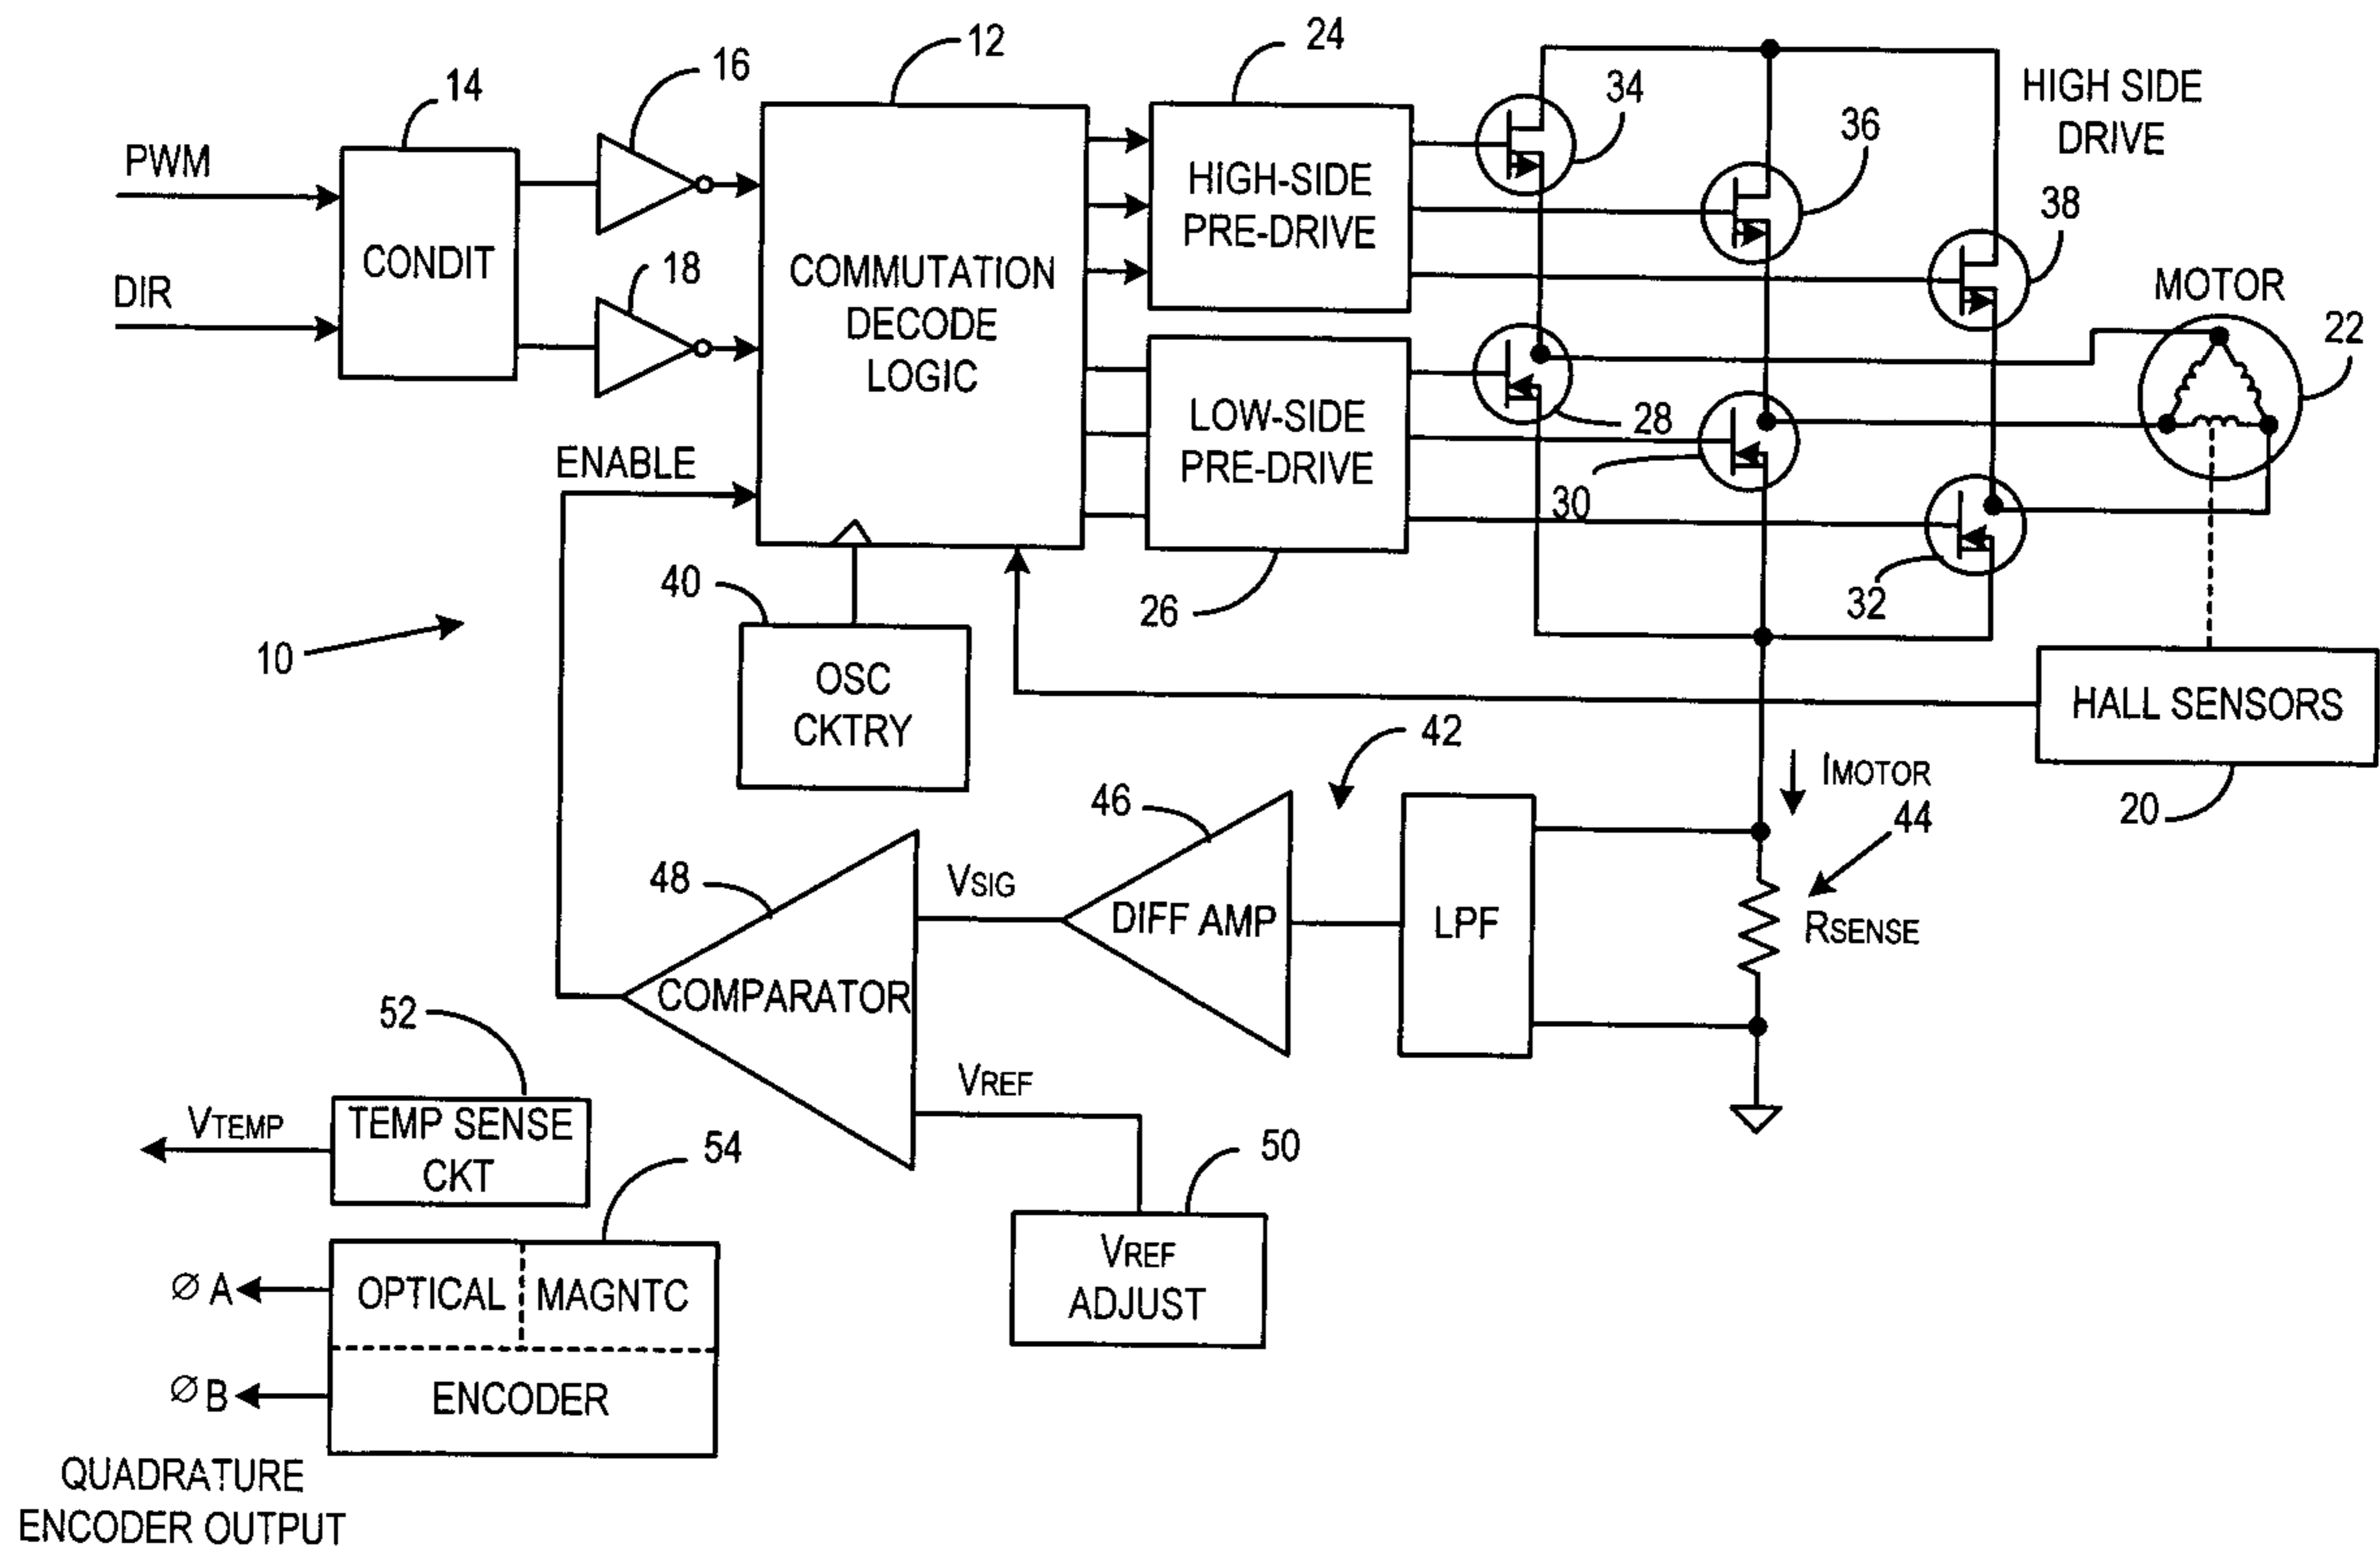 12
24
16
14
34
HIGH SIDE
DRIVE
36
PWM
38
HIGH-SIDE
PRE-DRIVE
CONDIT
18
COMMUTATION
DECODE
LOGIC
DIR
MOTOR
22
LOW-SIDE
PRE-DRIVE
28
ENABLE
30
40
26
32
10
OSC
CKTRY
HALL SENSORS
42
IMOTOR
46
44
20
48
VSIG
DIFF AMP
LPF
RSENSE
COMPARATOR
52
VREF
VTEMP
TEMP SENSE
CKT
54
50
VREF
ADJUST
∅ A
OPTICAL
MAGNTC
∅ B
ENCODER
QUADRATURE
ENCODER OUTPUT